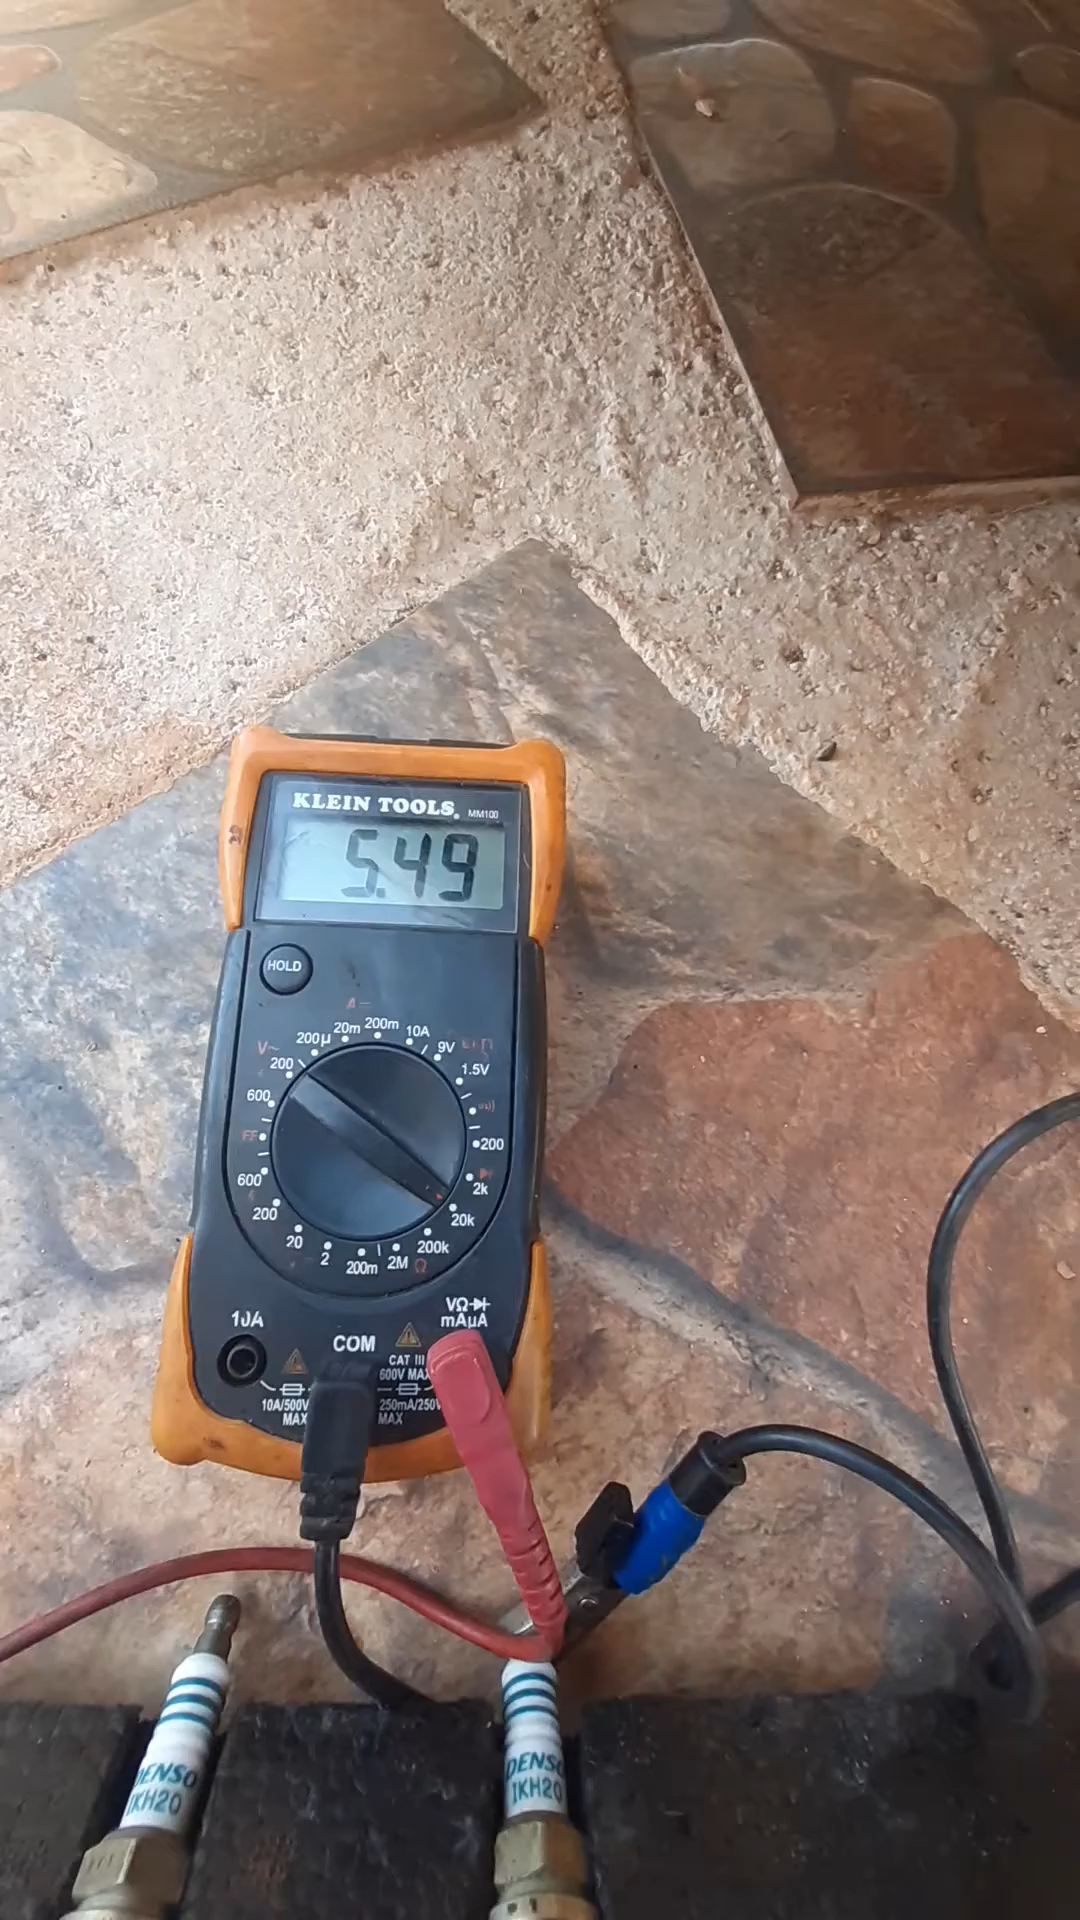 KLEIN TOOLS. MM100
5.49
HOLD
A
200µ 20m 200m 10A
V~ 200 9V
600 1.5V
FF 200
600 2k
200 20k
20 2 200m 2M Ω 200k
10A COM VΩ
mAµA
CAT III
600V MAX
10A/500V
MAX
250mA/250V
MAX
DENSO
IKH20
DENSO
IKH20